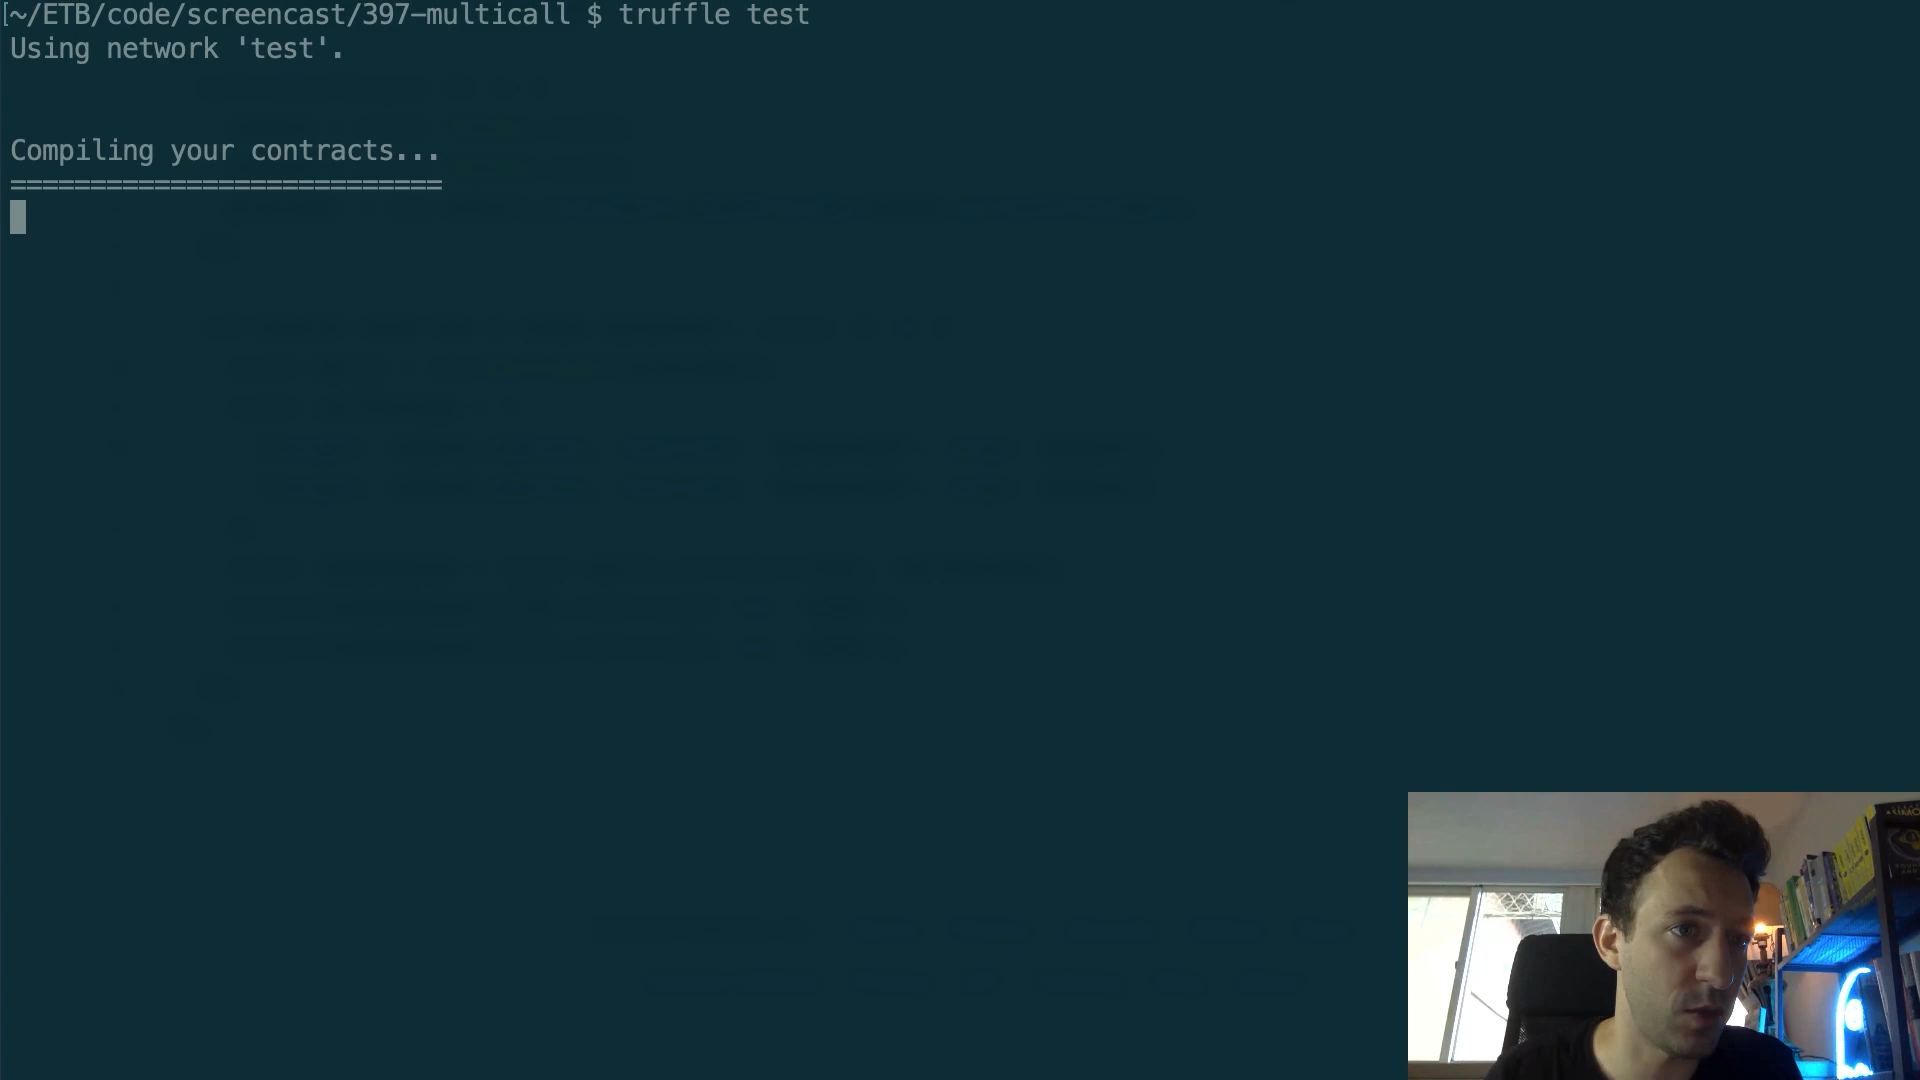 [~/ETB/code/screencast/397-multicall $ truffle test
Using network 'test'.
Compiling your contracts...
===========================